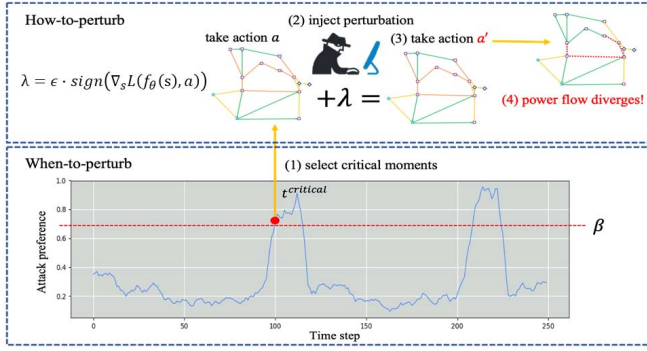 How-to-perturb
(2) inject perturbation
take action a
(3) take action a′
λ = ϵ · sign(∇ₛL(f_θ(s), a))
+λ =
(4) power flow diverges!
When-to-perturb
(1) select critical moments
t^critical
β
Attack preference
1.0
0.8
0.6
0.4
0.2
0
50
100
150
200
250
Time step